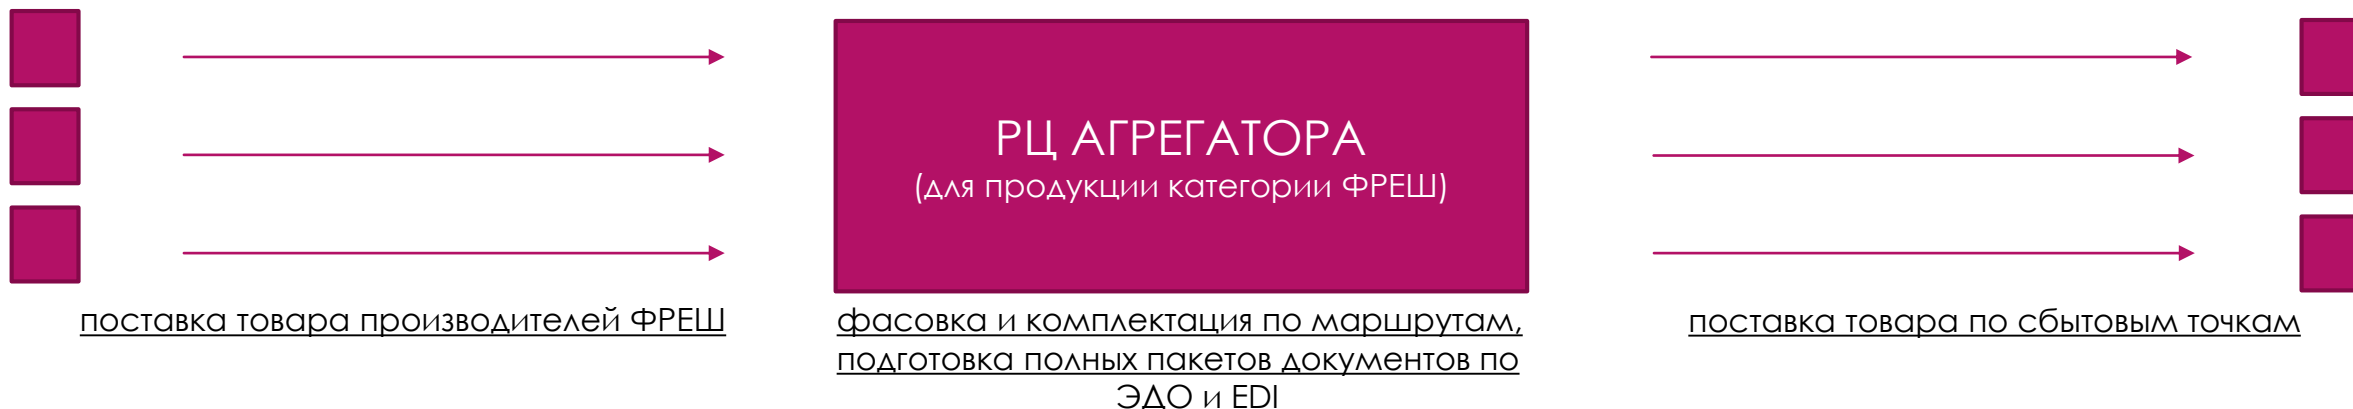 РЦ АГРЕГАТОРА
(для продукции категории ФРЕШ)
поставка товара производителей ФРЕШ
фасовка и комплектация по маршрутам,
подготовка полных пакетов документов по
ЭДО и EDI
поставка товара по сбытовым точкам